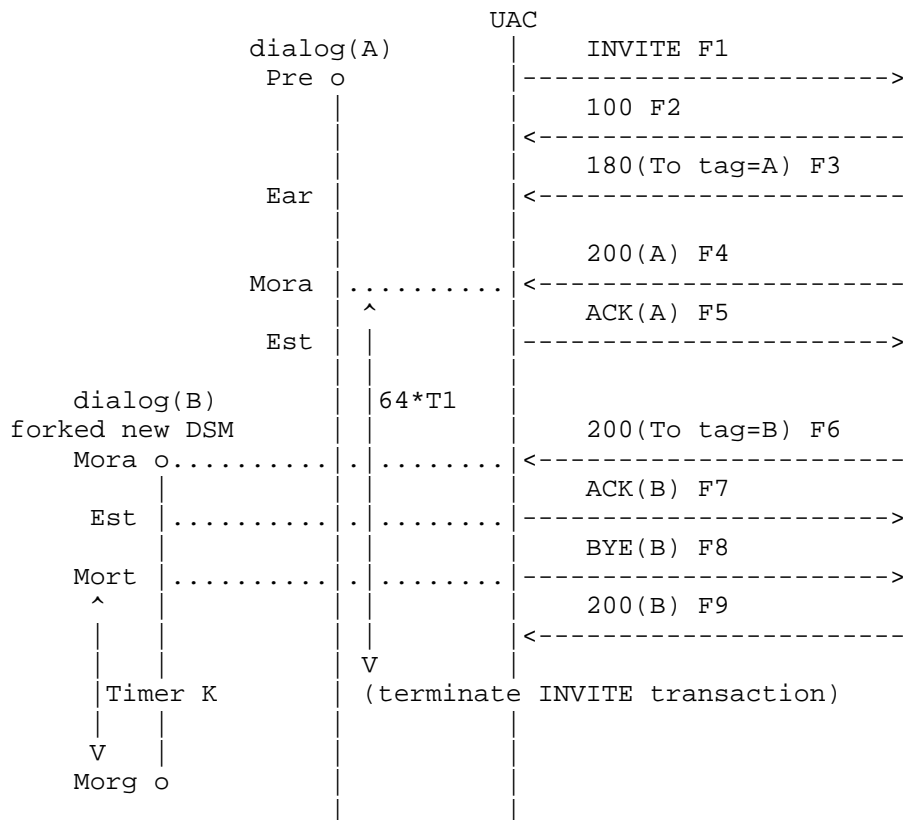 UAC
dialog(A) INVITE F1
Pre o
100 F2
180(To tag=A) F3
Ear
200(A) F4
Mora
ACK(A) F5
Est
dialog(B) 64*T1
forked new DSM 200(To tag=B) F6
Mora o
ACK(B) F7
Est
BYE(B) F8
Mort
200(B) F9
V
Timer K (terminate INVITE transaction)
V
Morg o